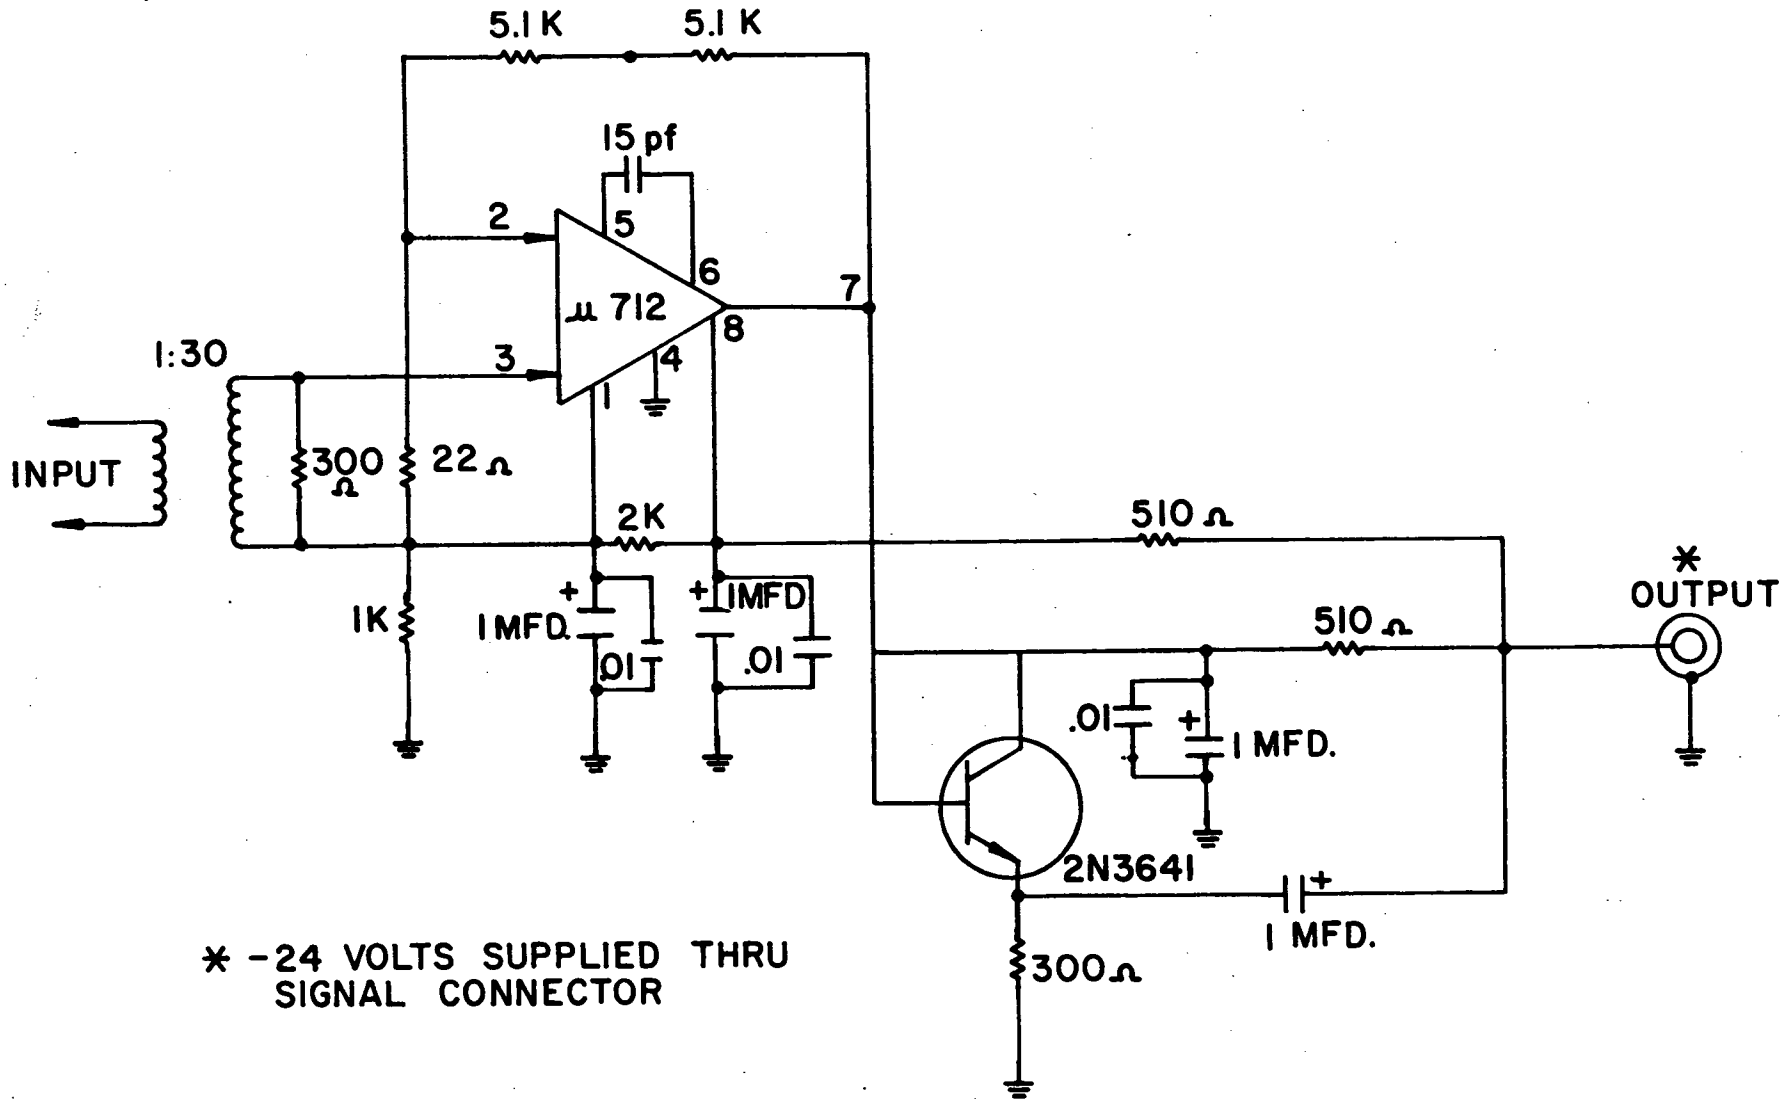 5.1 K
5.1 K
15 pf
2
5
6
μ 712
7
8
1:30
3
4
1
INPUT
300
Ω
22 Ω
2K
510 Ω
*
OUTPUT
1K
+
1 MFD.
.01
+
1MFD
.01
510 Ω
.01
+
1 MFD.
2N3641
+
1 MFD.
300 Ω
* -24 VOLTS SUPPLIED THRU
SIGNAL CONNECTOR